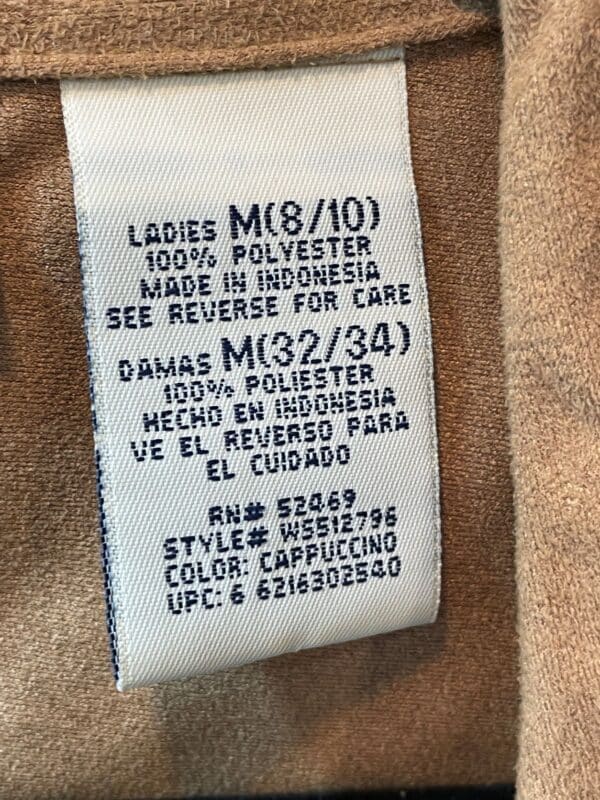 LADIES M(8/10)
100% POLYESTER
MADE IN INDONESIA
SEE REVERSE FOR CARE
DAMAS M(32/34)
100% POLIESTER
HECHO EN INDONESIA
VE EL REVERSO PARA
EL CUIDADO
RN# 52469
STYLE# WS512796
COLOR: CAPPUCCINO
UPC: 6 6216302540